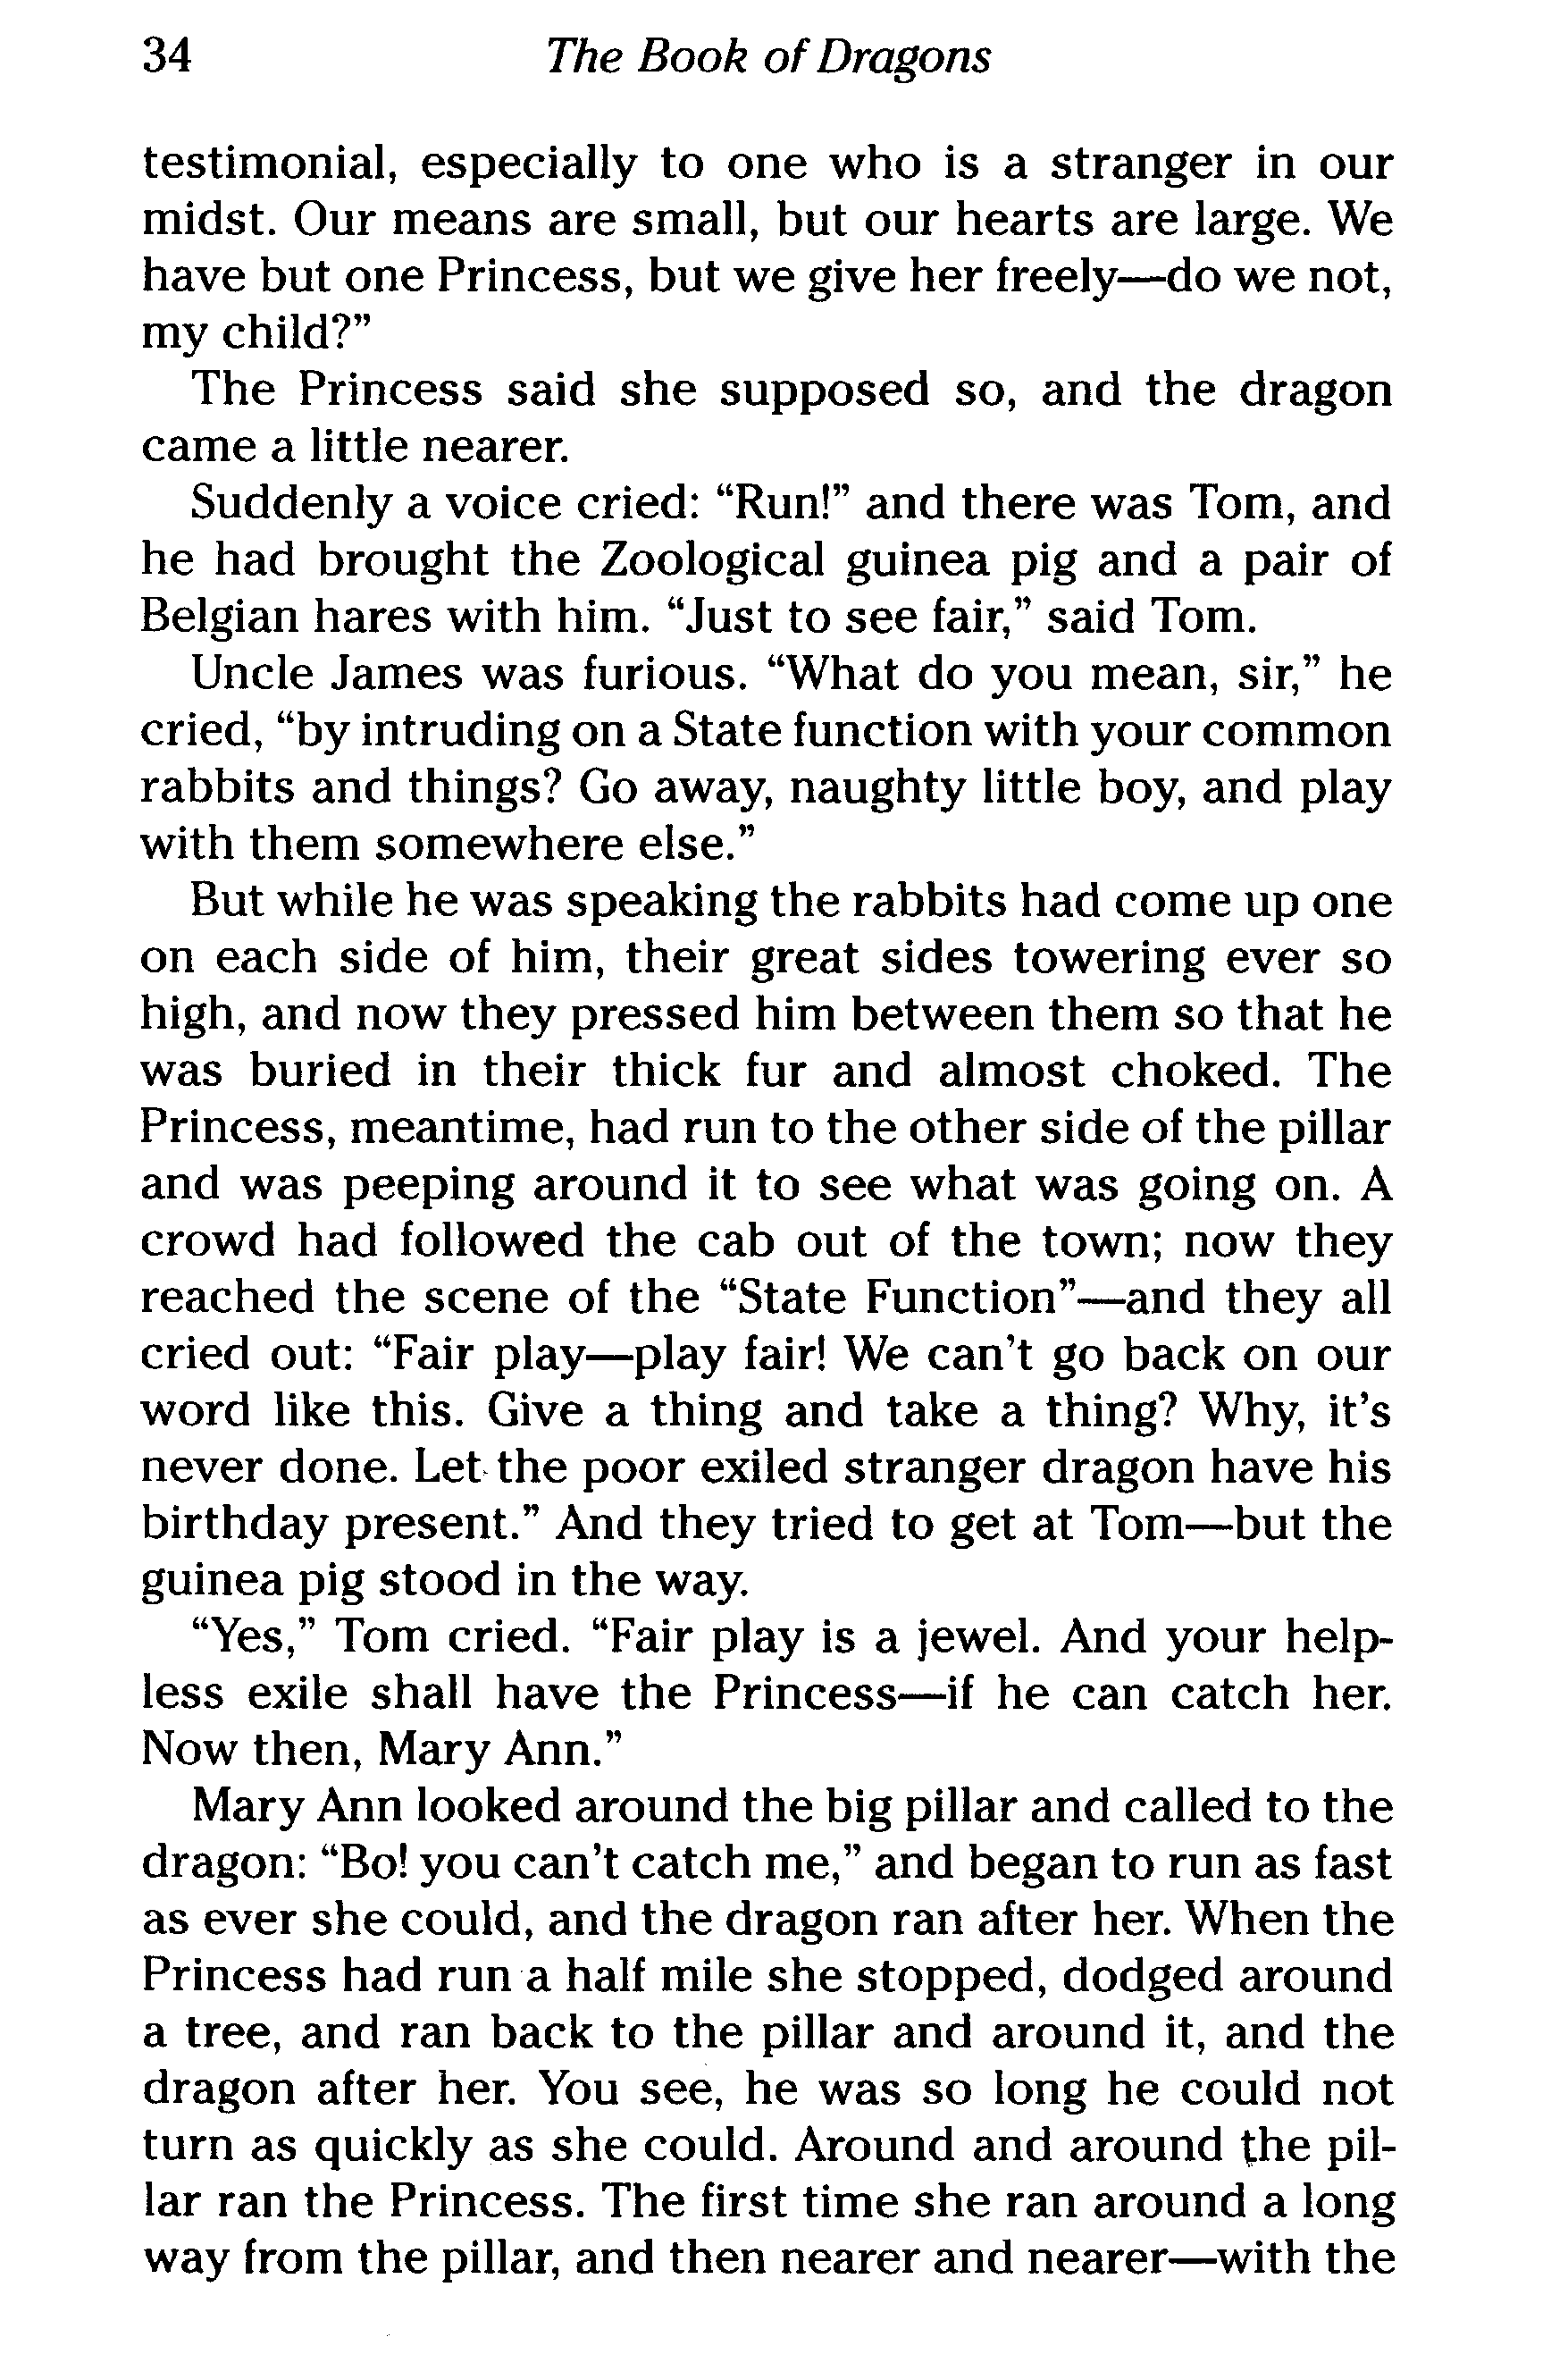 34 The Book of Dragons
testimonial, especially to one who is a stranger in our
midst. Our means are small, but our hearts are large. We
have but one Princess, but we give her freely—do we not,
my child?”
The Princess said she supposed so, and the dragon
came a little nearer.
Suddenly a voice cried: “Run!” and there was Tom, and
he had brought the Zoological guinea pig and a pair of
Belgian hares with him. “Just to see fair,” said Tom.
Uncle James was furious. “What do you mean, sir,” he
cried, “by intruding on a State function with your common
rabbits and things? Go away, naughty little boy, and play
with them somewhere else.”
But while he was speaking the rabbits had come up one
on each side of him, their great sides towering ever so
high, and now they pressed him between them so that he
was buried in their thick fur and almost choked. The
Princess, meantime, had run to the other side of the pillar
and was peeping around it to see what was going on. A
crowd had followed the cab out of the town; now they
reached the scene of the “State Function”—and they all
cried out: “Fair play—play fair! We can’t go back on our
word like this. Give a thing and take a thing? Why, it’s
never done. Let the poor exiled stranger dragon have his
birthday present.” And they tried to get at Tom—but the
guinea pig stood in the way.
“Yes,” Tom cried. “Fair play is a jewel. And your help-
less exile shall have the Princess—if he can catch her.
Now then, Mary Ann.”
Mary Ann looked around the big pillar and called to the
dragon: “Bo! you can’t catch me,” and began to run as fast
as ever she could, and the dragon ran after her. When the
Princess had run a half mile she stopped, dodged around
a tree, and ran back to the pillar and around it, and the
dragon after her. You see, he was so long he could not
turn as quickly as she could. Around and around the pil-
lar ran the Princess. The first time she ran around a long
way from the pillar, and then nearer and nearer—with the